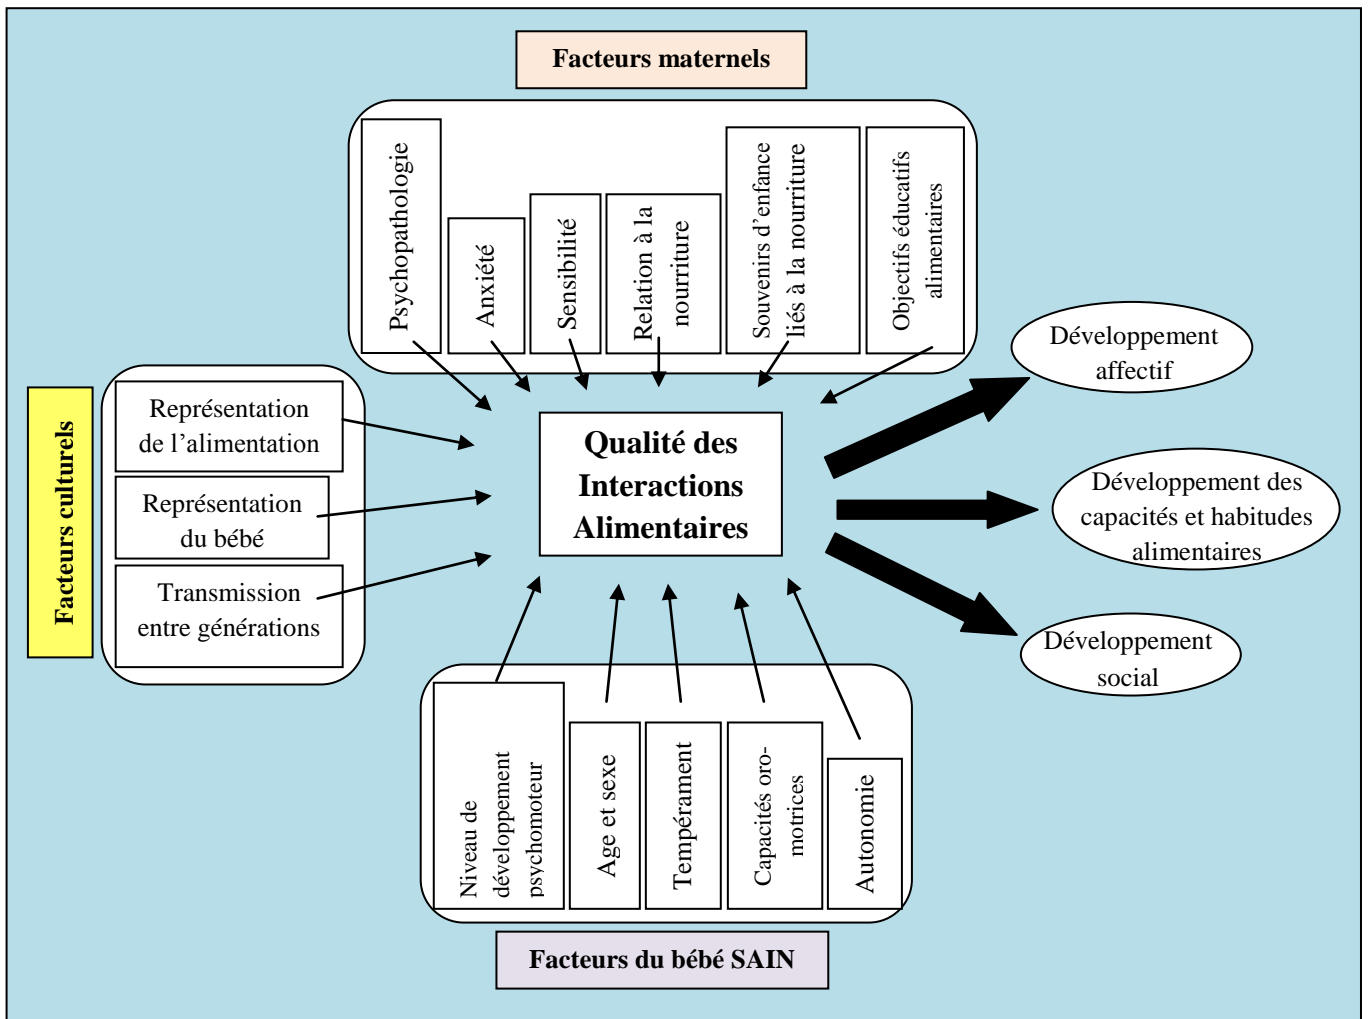 Facteurs maternels
Psychopathologie
Anxiété
Sensibilité
Relation à la
nourriture
Souvenirs d’enfance
liés à la nourriture
Objectifs éducatifs
alimentaires
Facteurs culturels
Représentation
de l’alimentation
Représentation
du bébé
Transmission
entre générations
Qualité des
Interactions
Alimentaires
Développement
affectif
Développement des
capacités et habitudes
alimentaires
Développement
social
Niveau de
développement
psychomoteur
Age et sexe
Tempérament
Capacités oro-
motrices
Autonomie
Facteurs du bébé SAIN